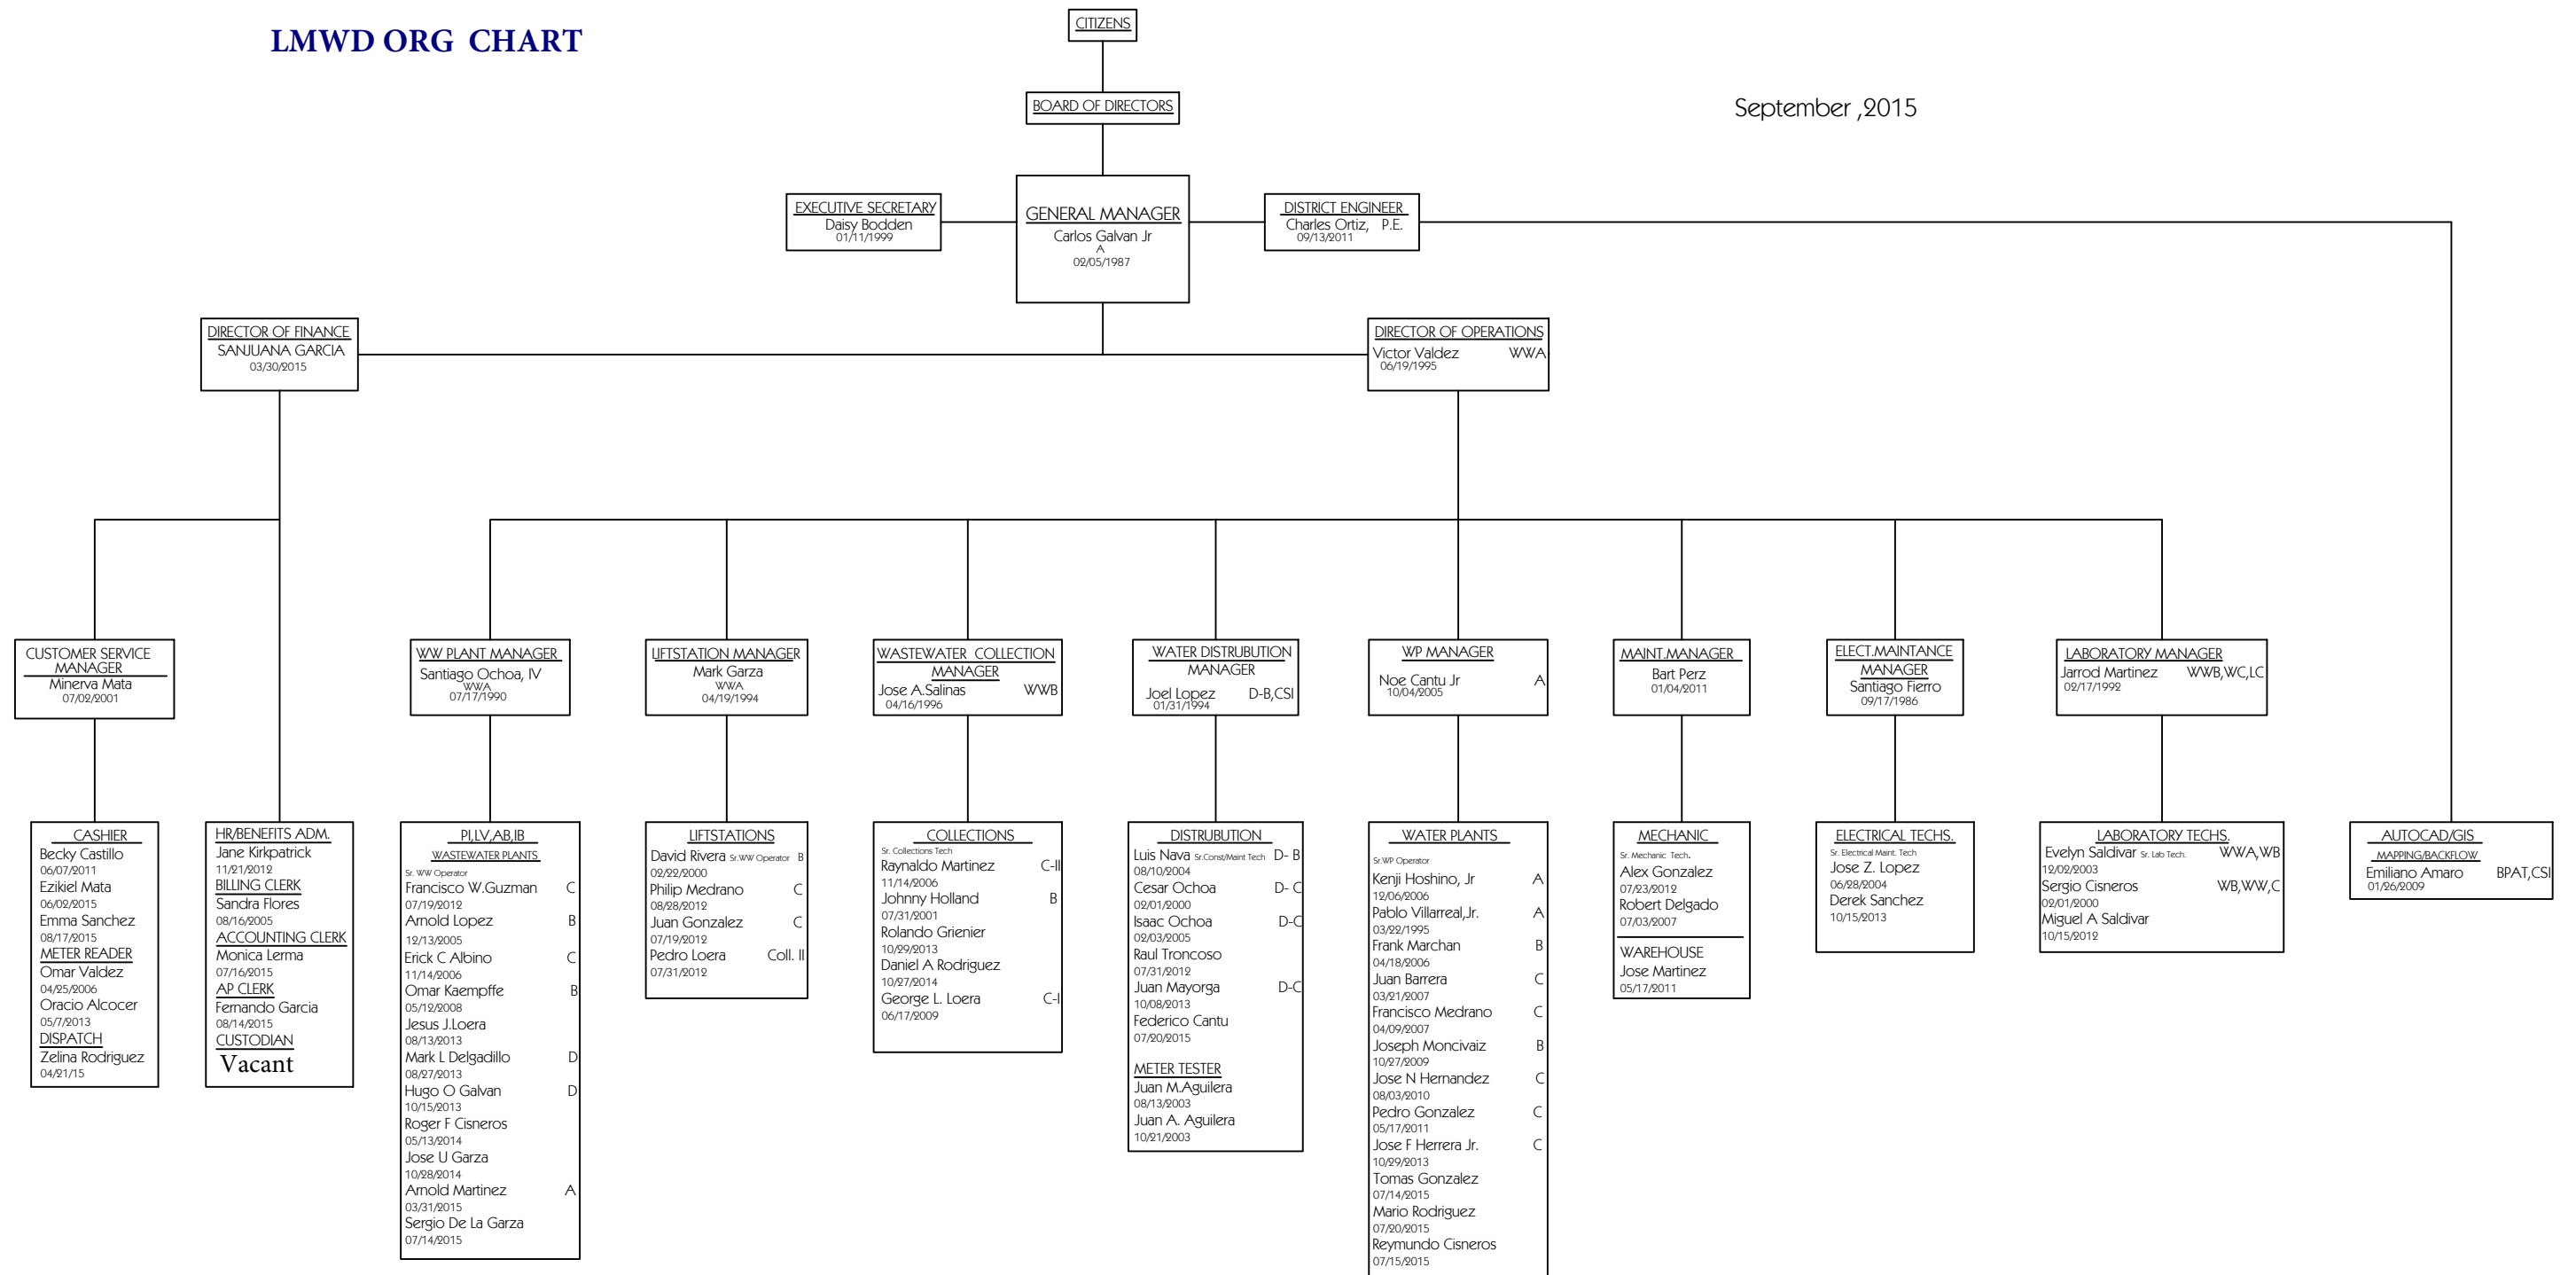 LMWD ORG CHART
September ,2015
CITIZENS
BOARD OF DIRECTORS
EXECUTIVE SECRETARY
Daisy Bodden
01/11/1999
GENERAL MANAGER
Carlos Galvan Jr
A
02/05/1987
DISTRICT ENGINEER
Charles Ortiz, P.E.
09/13/2011
DIRECTOR OF FINANCE
SANJUANA GARCIA
03/30/2015
DIRECTOR OF OPERATIONS
Victor Valdez WWA
06/19/1995
CUSTOMER SERVICE
MANAGER
Minerva Mata
07/02/2001
WW PLANT MANAGER
Santiago Ochoa, IV
WWA
07/17/1990
LIFTSTATION MANAGER
Mark Garza
WWA
04/19/1994
WASTEWATER COLLECTION
MANAGER
Jose A.Salinas WWB
04/16/1996
WATER DISTRUBUTION
MANAGER
Joel Lopez D-B,CSI
01/31/1994
WP MANAGER
Noe Cantu Jr A
10/04/2005
MAINT.MANAGER
Bart Perz
01/04/2011
ELECT.MAINTANCE
MANAGER
Santiago Fierro
09/17/1986
LABORATORY MANAGER
Jarrod Martinez WWB,WC,LC
02/17/1992
CASHIER
Becky Castillo
06/07/2011
Ezikiel Mata
06/02/2015
Emma Sanchez
08/17/2015
METER READER
Omar Valdez
04/25/2006
Oracio Alcocer
05/7/2013
DISPATCH
Zelina Rodriguez
04/21/15
HR/BENEFITS ADM.
Jane Kirkpatrick
11/21/2012
BILLING CLERK
Sandra Flores
08/16/2005
ACCOUNTING CLERK
Monica Lerma
07/16/2015
AP CLERK
Fernando Garcia
08/14/2015
CUSTODIAN
Vacant
PI,LV,AB,IB
WASTEWATER PLANTS
Sr. WW Operator
Francisco W.Guzman C
07/19/2012
Arnold Lopez B
12/13/2005
Erick C Albino C
11/14/2006
Omar Kaempffe B
05/12/2008
Jesus J.Loera
08/13/2013
Mark L Delgadillo D
08/27/2013
Hugo O Galvan D
10/15/2013
Roger F Cisneros
05/13/2014
Jose U Garza
10/28/2014
Arnold Martinez A
03/31/2015
Sergio De La Garza
07/14/2015
LIFTSTATIONS
David Rivera Sr.WW Operator B
02/22/2000
Philip Medrano C
08/28/2012
Juan Gonzalez C
07/19/2012
Pedro Loera Coll. II
07/31/2012
COLLECTIONS
Sr. Collections Tech
Raynaldo Martinez C-II
11/14/2006
Johnny Holland B
07/31/2001
Rolando Grienier
10/29/2013
Daniel A Rodriguez
10/27/2014
George L. Loera C-I
06/17/2009
DISTRUBUTION
Luis Nava Sr.Const/Maint Tech D- B
08/10/2004
Cesar Ochoa D- C
02/01/2000
Isaac Ochoa D-C
02/03/2005
Raul Troncoso
07/31/2012
Juan Mayorga D-C
10/08/2013
Federico Cantu
07/20/2015
METER TESTER
Juan M.Aguilera
08/13/2003
Juan A. Aguilera
10/21/2003
WATER PLANTS
Sr.WP Operator
Kenji Hoshino, Jr A
12/06/2006
Pablo Villarreal,Jr. A
03/22/1995
Frank Marchan B
04/18/2006
Juan Barrera C
03/21/2007
Francisco Medrano C
04/09/2007
Joseph Moncivaiz B
10/27/2009
Jose N Hernandez C
08/03/2010
Pedro Gonzalez C
05/17/2011
Jose F Herrera Jr. C
10/29/2013
Tomas Gonzalez
07/14/2015
Mario Rodriguez
07/20/2015
Reymundo Cisneros
07/15/2015
MECHANIC
Sr. Mechanic Tech.
Alex Gonzalez
07/23/2012
Robert Delgado
07/03/2007
WAREHOUSE
Jose Martinez
05/17/2011
ELECTRICAL TECHS.
Sr. Electrical Maint. Tech
Jose Z. Lopez
06/28/2004
Derek Sanchez
10/15/2013
LABORATORY TECHS.
Evelyn Saldivar Sr. Lab Tech. WWA,WB
12/02/2003
Sergio Cisneros WB,WW,C
02/01/2000
Miguel A Saldivar
10/15/2012
AUTOCAD/GIS
MAPPING/BACKFLOW
Emiliano Amaro BPAT,CSI
01/26/2009